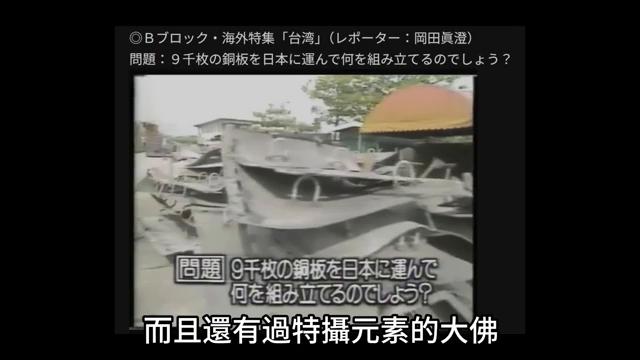 ◎Ｂブロック・海外特集「台湾」（レポーター：岡田眞澄）
問題：９千枚の銅板を日本に運んで何を組み立てるのでしょう？
問題 9千枚の銅板を日本に運んで
何を組み立てるのでしょう？
而且還有過特攝元素的大佛